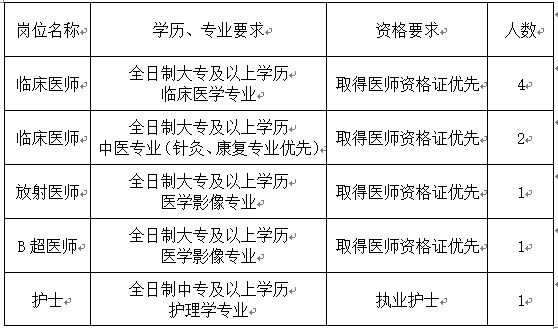 岗位名称 学历、专业要求 资格要求 人数
临床医师 全日制大专及以上学历 取得医师资格证优先 4
临床医学专业
临床医师 全日制大专及以上学历 取得医师资格证优先 2
中医专业（针灸、康复专业优先）
放射医师 全日制大专及以上学历 取得医师资格证优先 1
医学影像专业
B超医师 全日制大专及以上学历 取得医师资格证优先 1
医学影像专业
护士 全日制中专及以上学历 执业护士 1
护理学专业